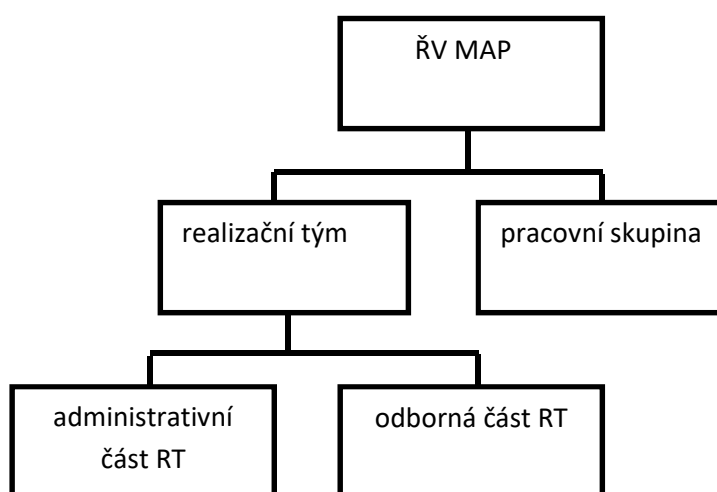 ŘV MAP
realizační tým
pracovní skupina
administrativní
část RT
odborná část RT